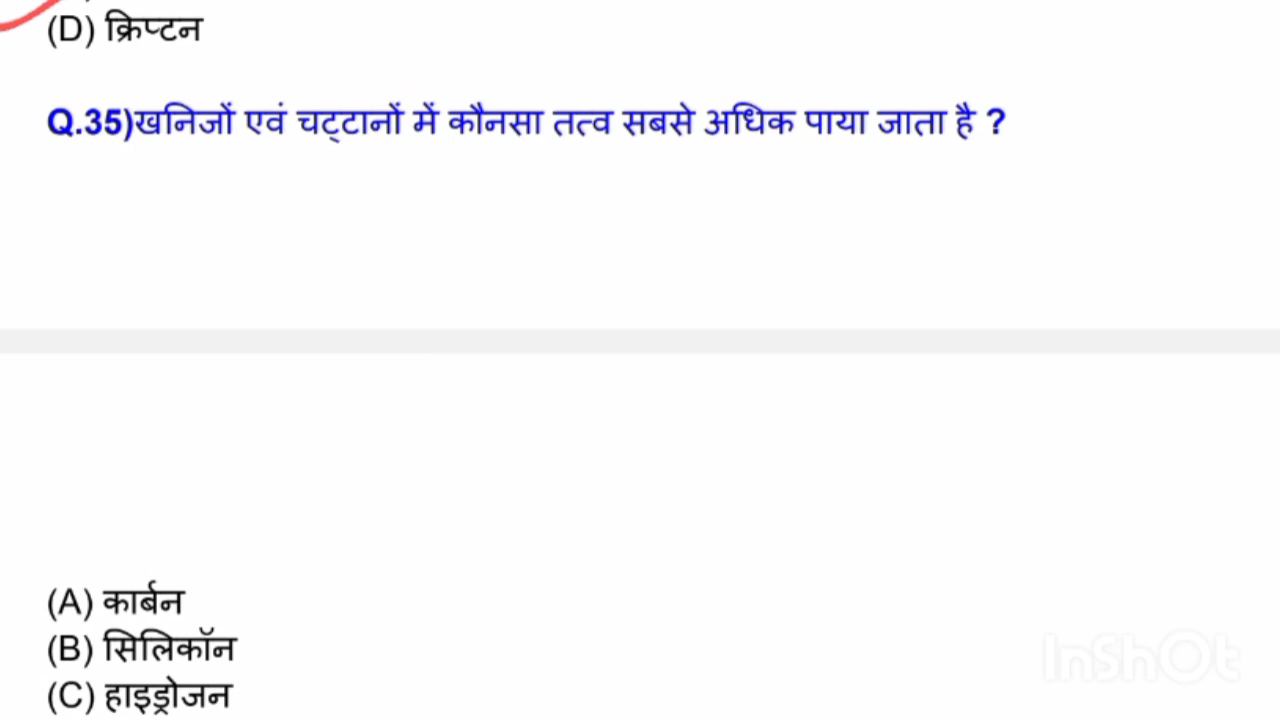 (D) क्रिप्टन
Q.35)खनिजों एवं चट्टानों में कौनसा तत्व सबसे अधिक पाया जाता है ?
(A) कार्बन
(B) सिलिकॉन
(C) हाइड्रोजन
InShOt